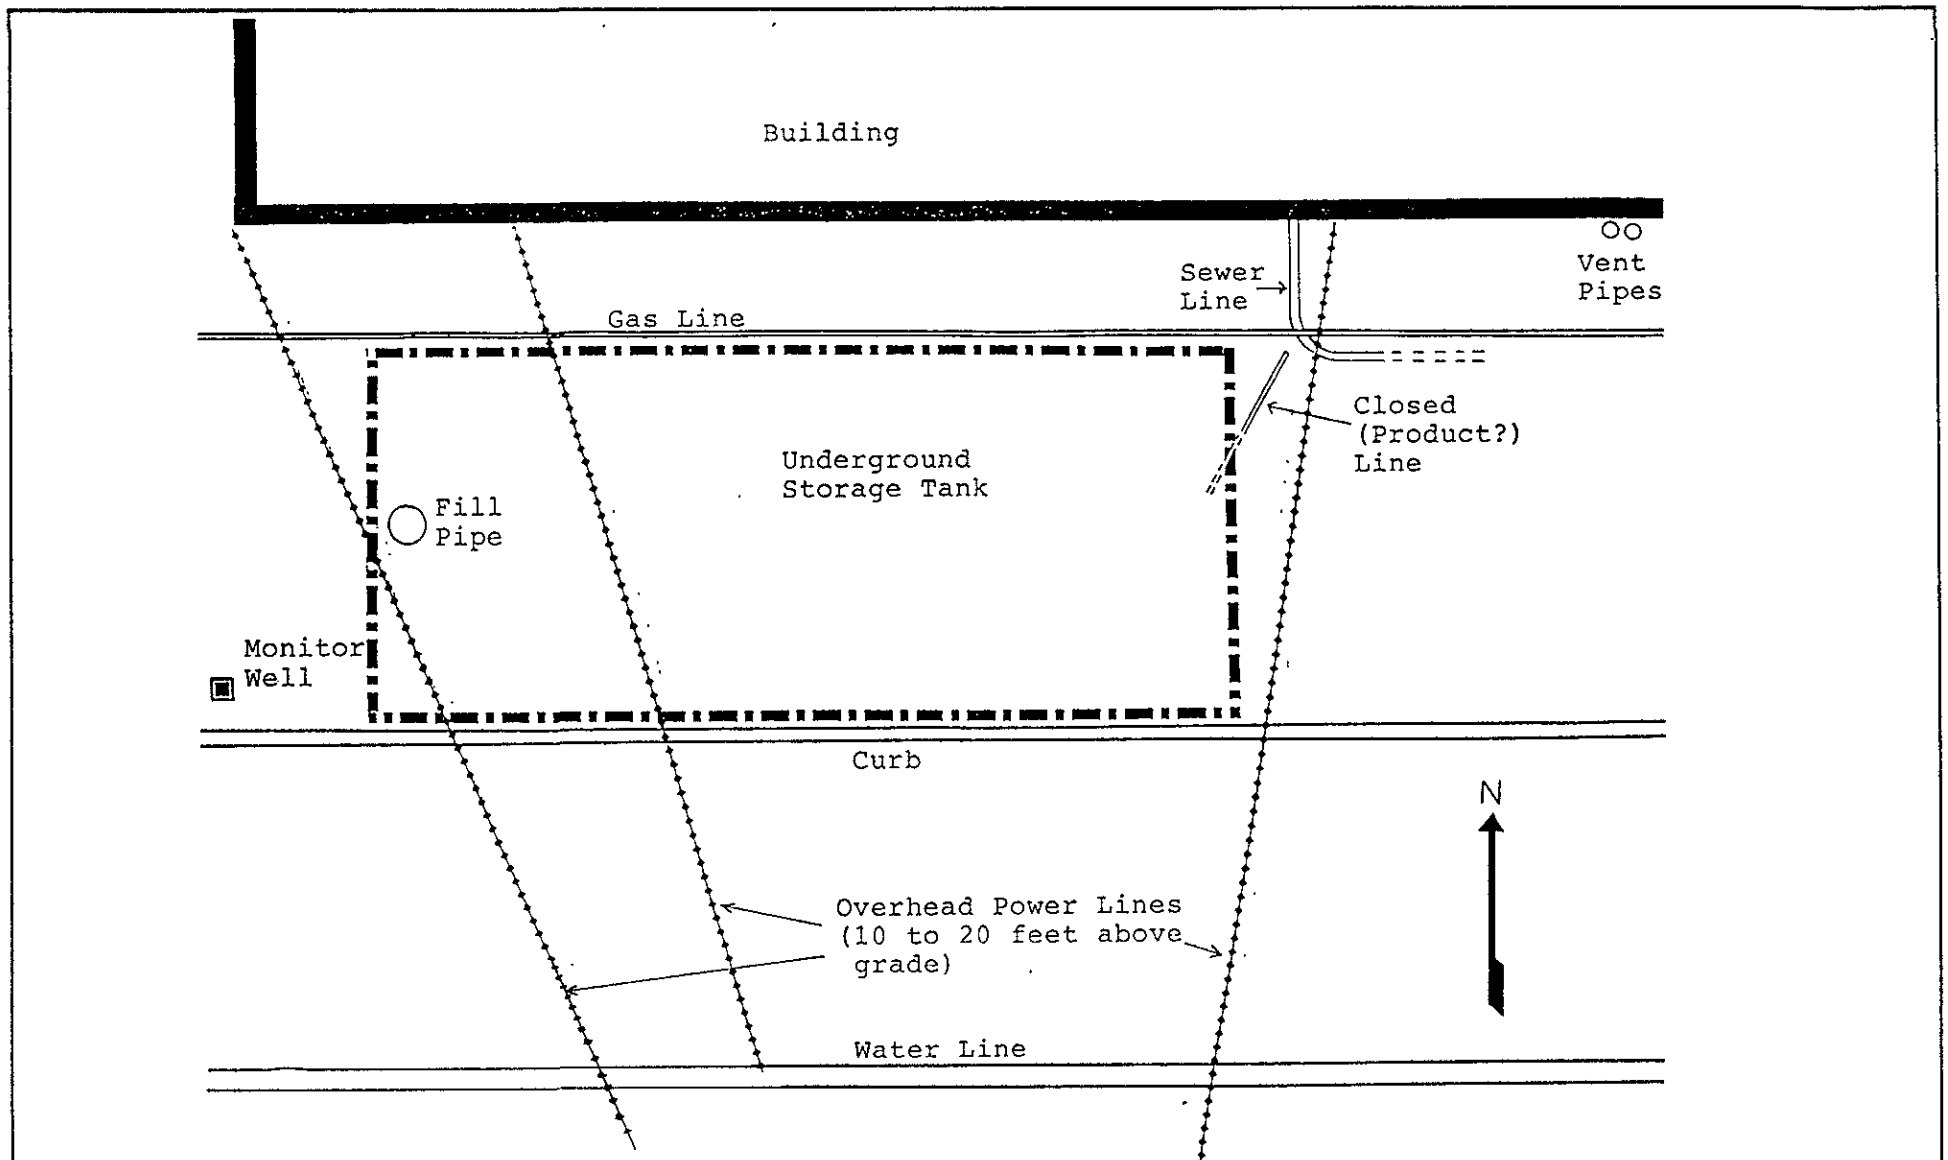 Building
Sewer
Line
Vent
Pipes
Gas Line
Closed
(Product?)
Line
Underground
Storage Tank
Fill
Pipe
Monitor
Well
Curb
N
Overhead Power Lines
(10 to 20 feet above
grade)
Water Line